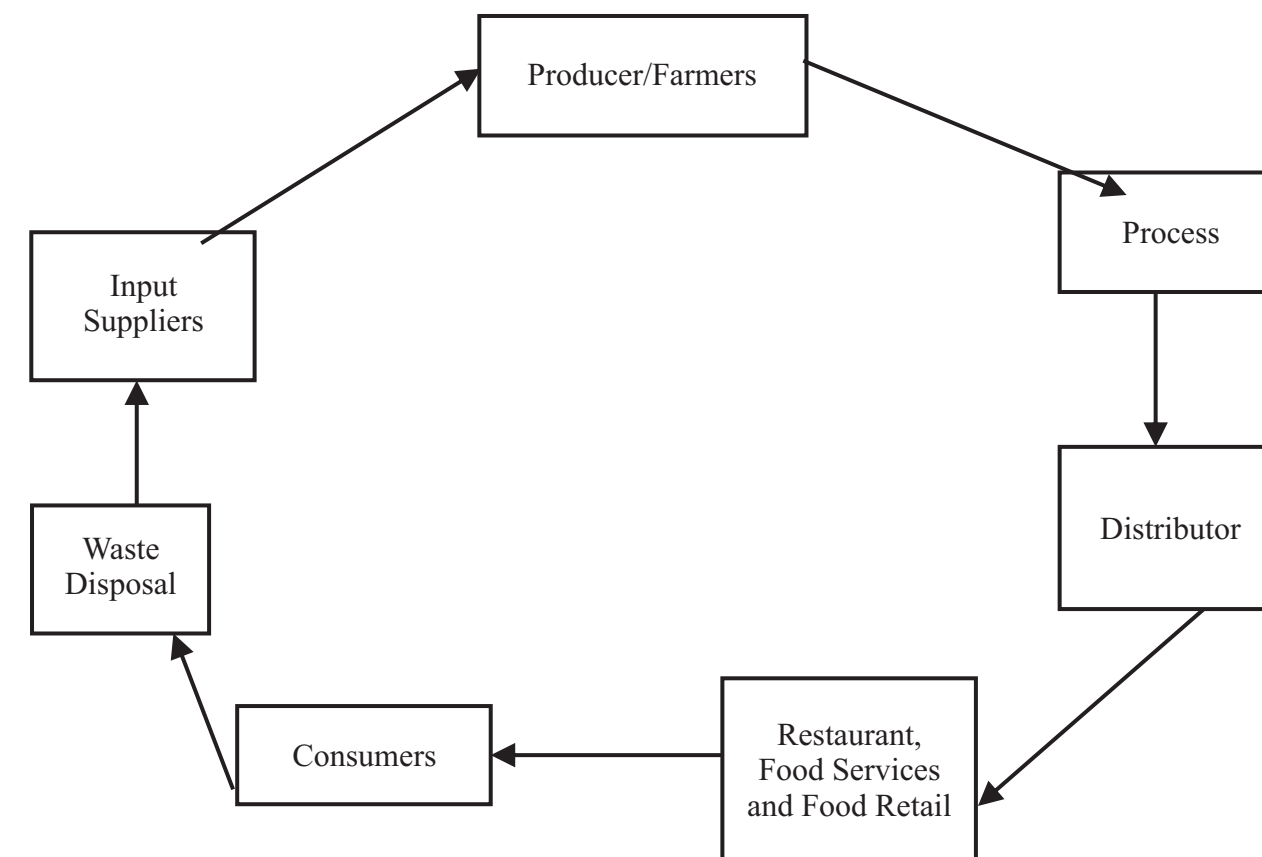 Producer/Farmers
Process
Input
Suppliers
Distributor
Waste
Disposal
Restaurant,
Food Services
and Food Retail
Consumers